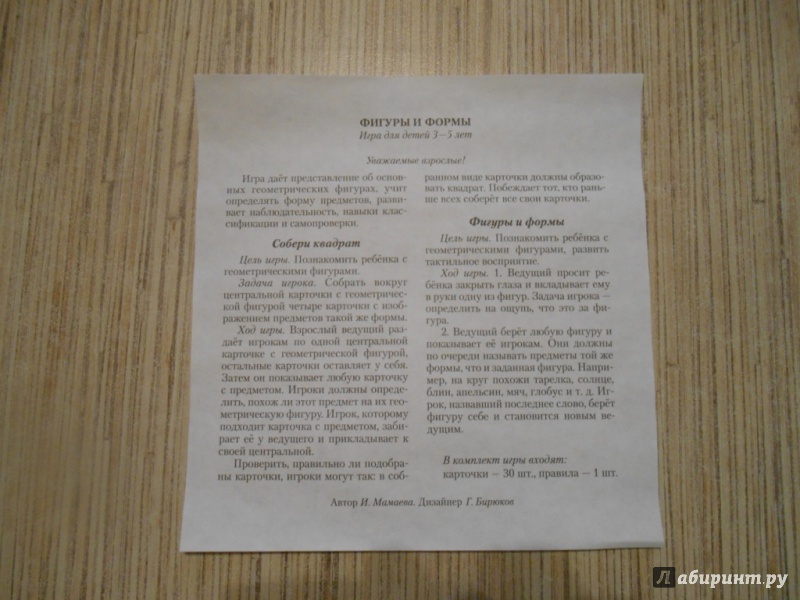 ФИГУРЫ И ФОРМЫ
Игра для детей 3—5 лет
Уважаемые взрослые!
Игра даёт представление об основ-
ных геометрических фигурах, учит
определять форму предметов, разви-
вает наблюдательность, навыки клас-
сификации и самопроверки.
Собери квадрат
Цель игры. Познакомить ребёнка с
геометрическими фигурами.
Задача игрока. Собрать вокруг
центральной карточки с геометричес-
кой фигурой четыре карточки с изоб-
ражением предметов такой же формы.
Ход игры. Взрослый ведущий раз-
даёт игрокам по одной центральной
карточке с геометрической фигурой,
остальные карточки оставляет у себя.
Затем он показывает любую карточку
с предметом. Игроки должны опреде-
лить, похож ли этот предмет на их гео-
метрическую фигуру. Игрок, которому
подходит карточка с предметом, заби-
рает её у ведущего и прикладывает к
своей центральной.
Проверить, правильно ли подобра-
ны карточки, игроки могут так: в соб-
ранном виде карточки должны образо-
вать квадрат. Побеждает тот, кто рань-
ше всех соберёт все свои карточки.
Фигуры и формы
Цель игры. Познакомить ребёнка с
геометрическими фигурами, развить
тактильное восприятие.
Ход игры. 1. Ведущий просит ре-
бёнка закрыть глаза и вкладывает ему
в руки одну из фигур. Задача игрока —
определить на ощупь, что это за фи-
гура.
2. Ведущий берёт любую фигуру и
показывает её игрокам. Они должны
по очереди называть предметы той же
формы, что и заданная фигура. Напри-
мер, на круг похожи тарелка, солнце,
блин, апельсин, мяч, глобус и т. д. Иг-
рок, назвавший последнее слово, берёт
фигуру себе и становится новым ве-
дущим.
В комплект игры входят:
карточки — 30 шт., правила — 1 шт.
Автор И. Мамаева. Дизайнер Г. Бирюков
Лабиринт.ру